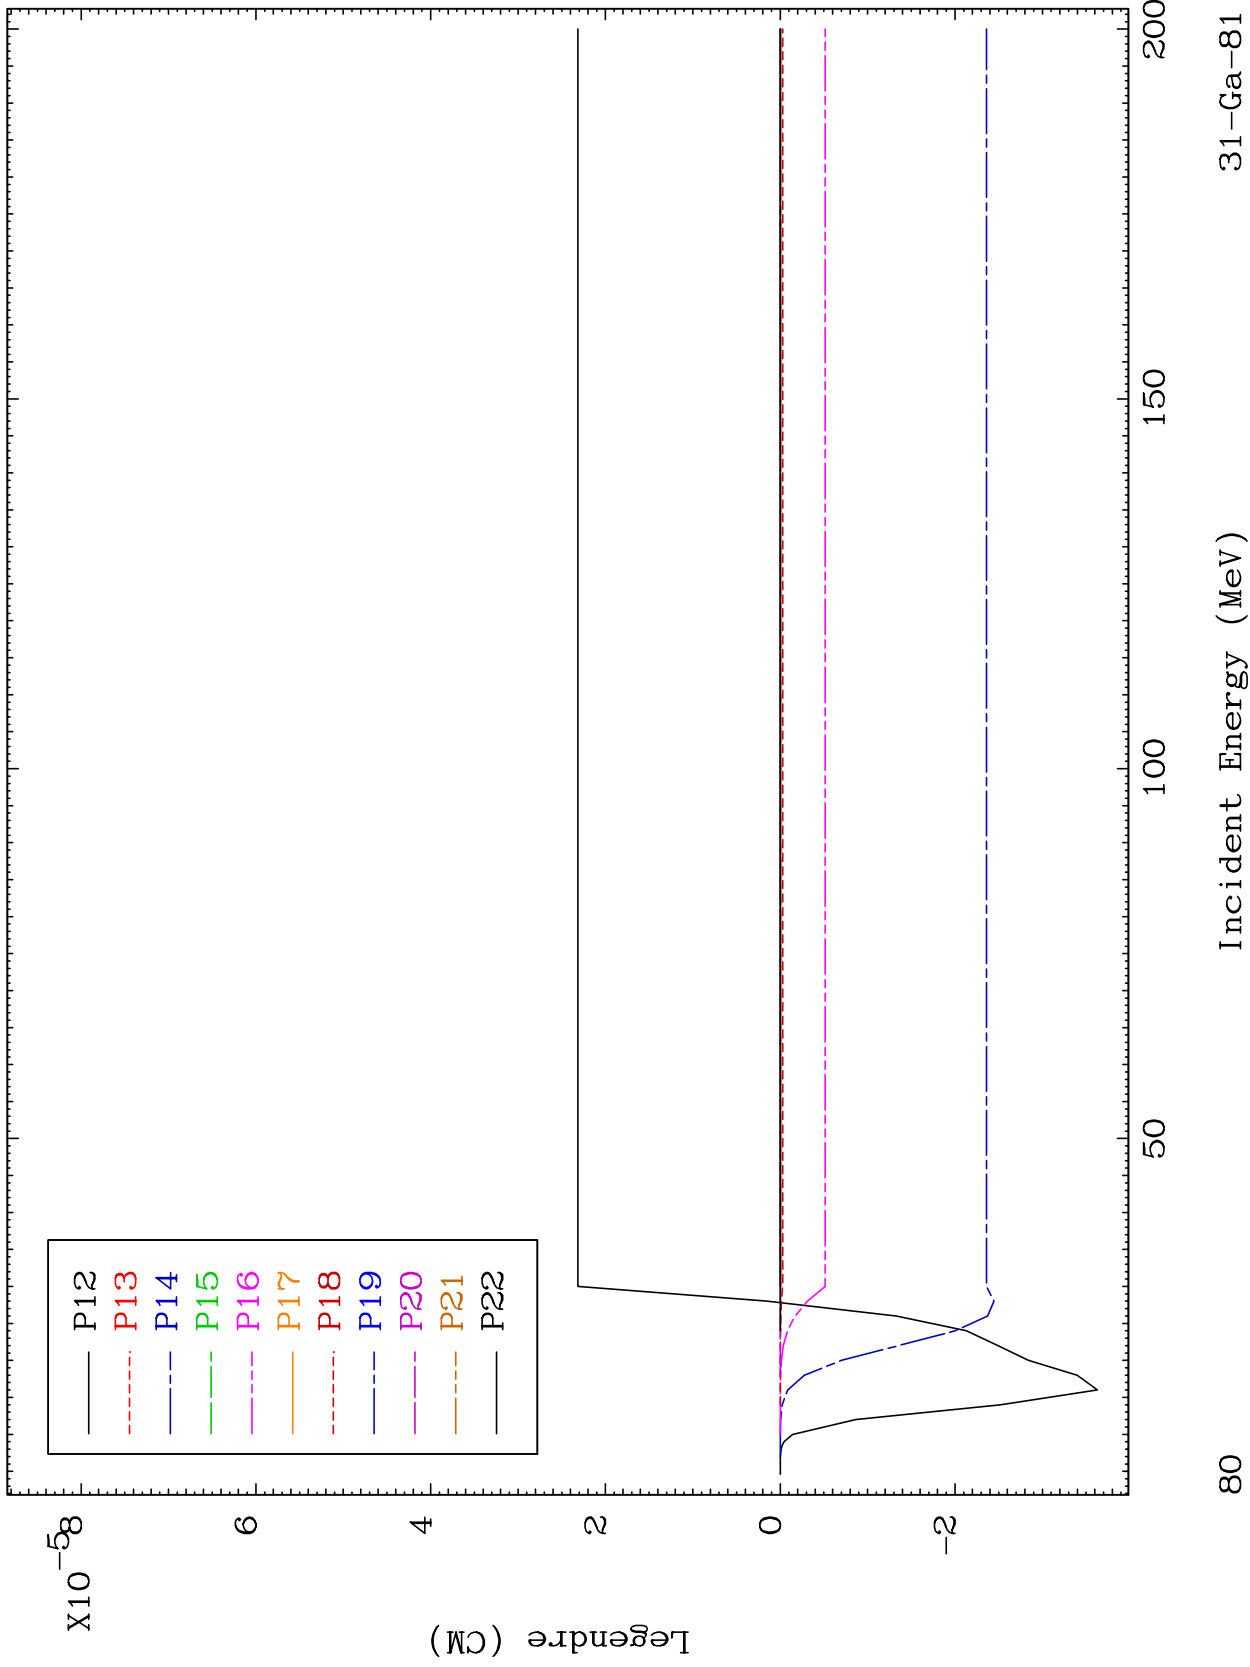 X10
-5
8
6
4
2
0
-2
Legendre (CM)
P12
P13
P14
P15
P16
P17
P18
P19
P20
P21
P22
50
100
150
200
Incident Energy (MeV)
80
31-Ga-81